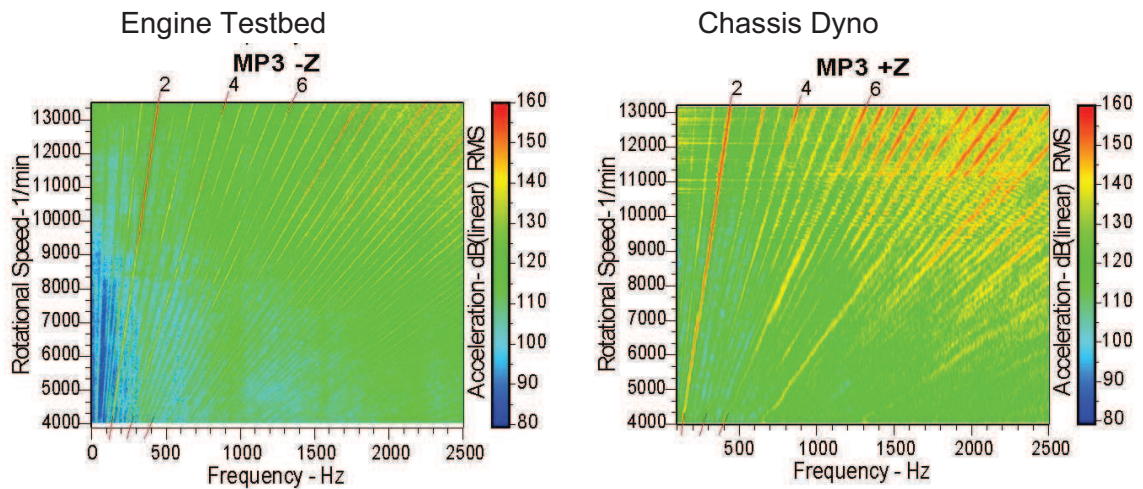 Engine Testbed
MP3 -Z
2 4 6
Rotational Speed- 1/min
13000
12000
11000
10000
9000
8000
7000
6000
5000
4000
0 500 1000 1500 2000 2500
Frequency - Hz
160
150
140
130
120
110
100
90
80
Acceleration- dB(linear) RMS
Chassis Dyno
MP3 +Z
2 4 6
Rotational Speed- 1/min
13000
12000
11000
10000
9000
8000
7000
6000
5000
4000
500 1000 1500 2000 2500
Frequency - Hz
160
150
140
130
120
110
100
90
80
Acceleration- dB(linear) RMS